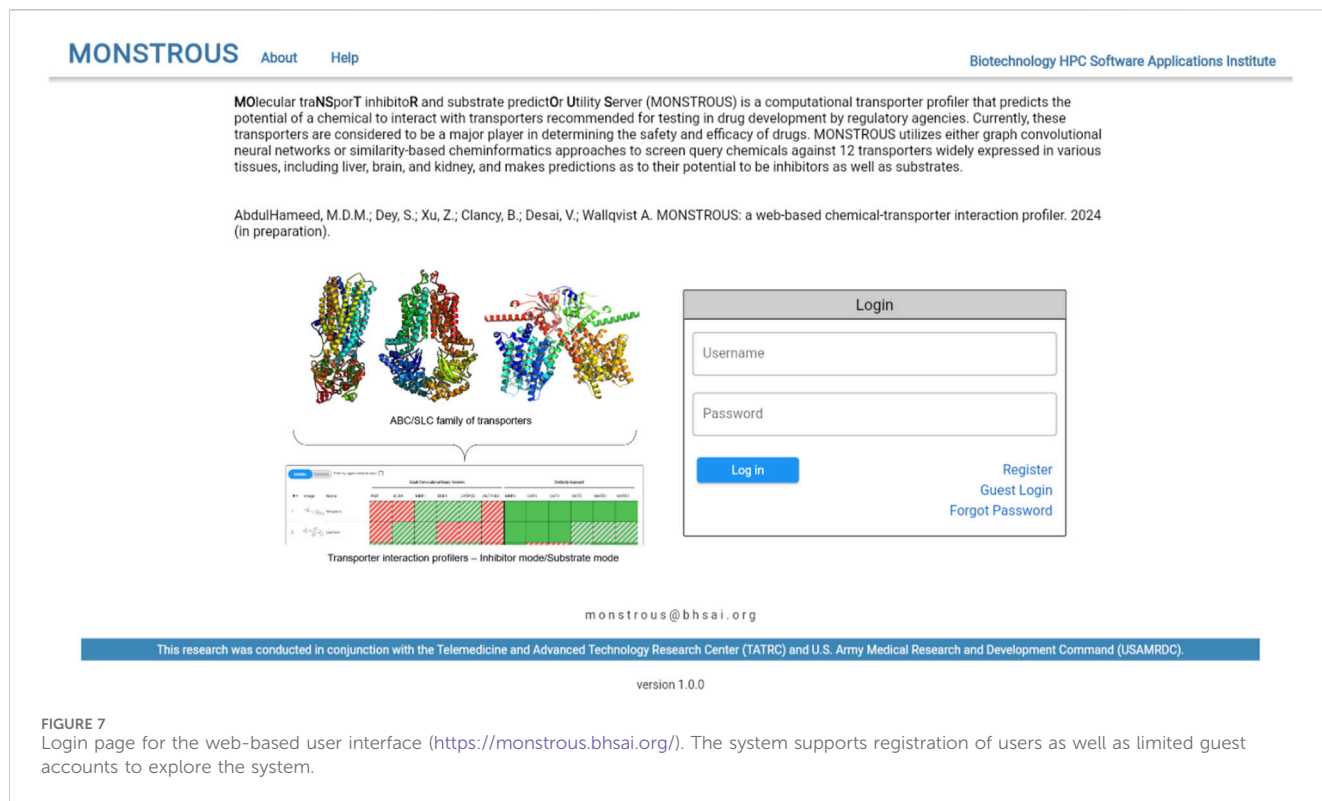 MONSTROUS About Help
Biotechnology HPC Software Applications Institute
MOlecular traNSporT inhibitoR and substrate predictOr Utility Server (MONSTROUS) is a computational transporter profiler that predicts the
potential of a chemical to interact with transporters recommended for testing in drug development by regulatory agencies. Currently, these
transporters are considered to be a major player in determining the safety and efficacy of drugs. MONSTROUS utilizes either graph convolutional
neural networks or similarity-based cheminformatics approaches to screen query chemicals against 12 transporters widely expressed in various
tissues, including liver, brain, and kidney, and makes predictions as to their potential to be inhibitors as well as substrates.
AbdulHameed, M.D.M.; Dey, S.; Xu, Z.; Clancy, B.; Desai, V.; Wallqvist A. MONSTROUS: a web-based chemical-transporter interaction profiler. 2024
(in preparation).
ABC/SLC family of transporters
Image Name
Transporter interaction profilers – Inhibitor mode/Substrate mode
Login
Username
Password
Log in
Register
Guest Login
Forgot Password
monstrous@bhsai.org
This research was conducted in conjunction with the Telemedicine and Advanced Technology Research Center (TATRC) and U.S. Army Medical Research and Development Command (USAMRDC).
version 1.0.0
FIGURE 7
Login page for the web-based user interface (https://monstrous.bhsai.org/). The system supports registration of users as well as limited guest
accounts to explore the system.